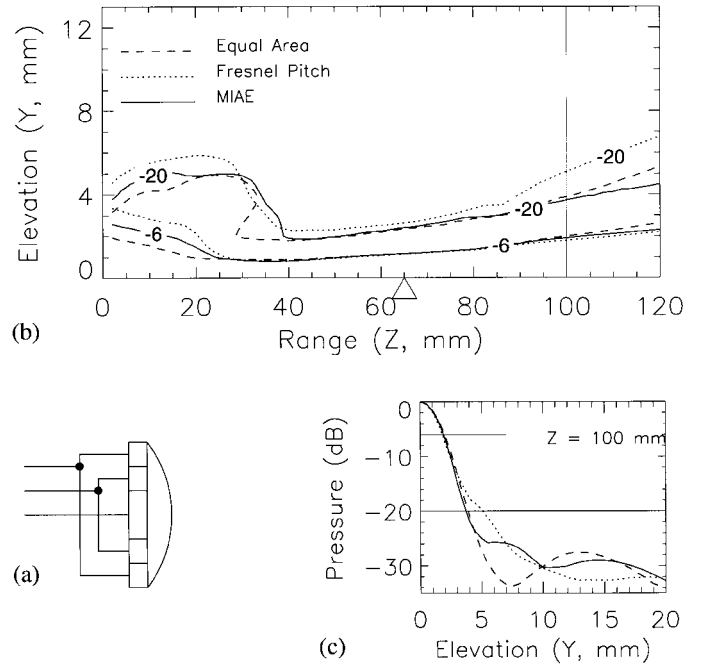 12
8
4
0
Elevation (Y, mm)
Equal Area
Fresnel Pitch
MIAE
-20
-20
-20
-6
-6
0 20 40 60 80 100 120
Range (Z, mm)
(b)
(a)
0
-10
-20
-30
Pressure (dB)
Z = 100 mm
0 5 10 15 20
Elevation (Y, mm)
(c)